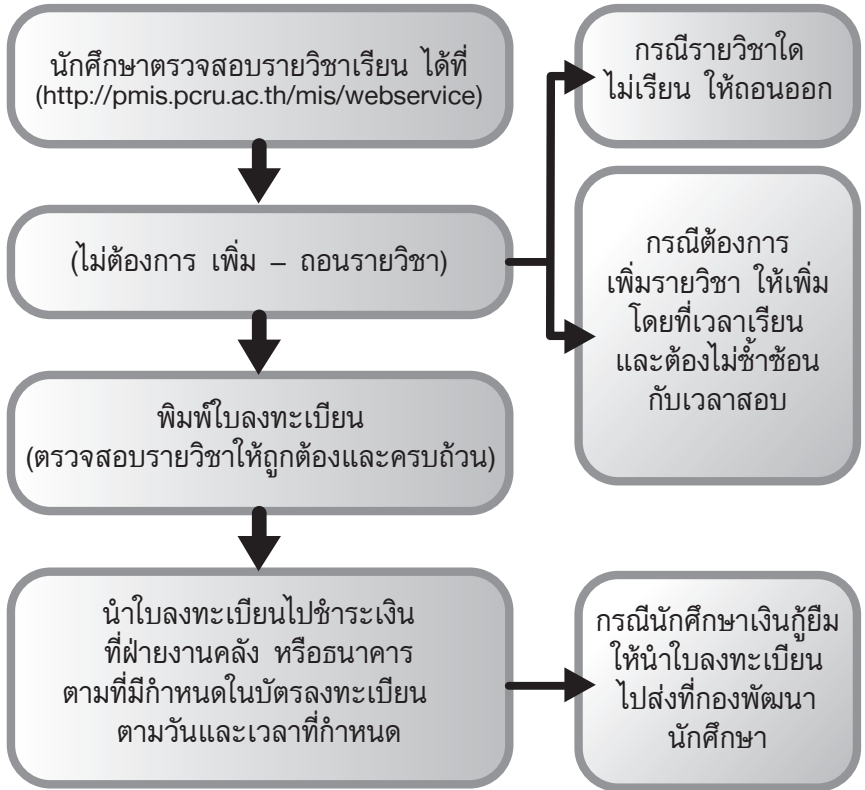 นักศึกษาตรวจสอบรายวิชาเรียน ได้ที่
(http://pmis.pcru.ac.th/mis/webservice)
กรณีรายวิชาใด
ไม่เรียน ให้ถอนออก
(ไม่ต้องการ เพิ่ม – ถอนรายวิชา)
กรณีต้องการ
เพิ่มรายวิชา ให้เพิ่ม
โดยที่เวลาเรียน
และต้องไม่ซ้ำซ้อน
กับเวลาสอบ
พิมพ์ใบลงทะเบียน
(ตรวจสอบรายวิชาให้ถูกต้องและครบถ้วน)
นำใบลงทะเบียนไปชำระเงิน
ที่ฝ่ายงานคลัง หรือธนาคาร
ตามที่มีกำหนดในบัตรลงทะเบียน
ตามวันและเวลาที่กำหนด
กรณีนักศึกษาเงินกู้ยืม
ให้นำใบลงทะเบียน
ไปส่งที่กองพัฒนา
นักศึกษา